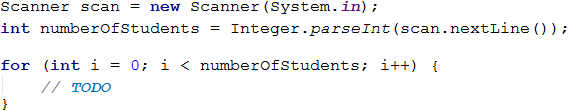 Scanner scan = new Scanner(System.in);
int numberOfStudents = Integer.parseInt(scan.nextLine());
for (int i = 0; i < numberOfStudents; i++) {
// TODO
}